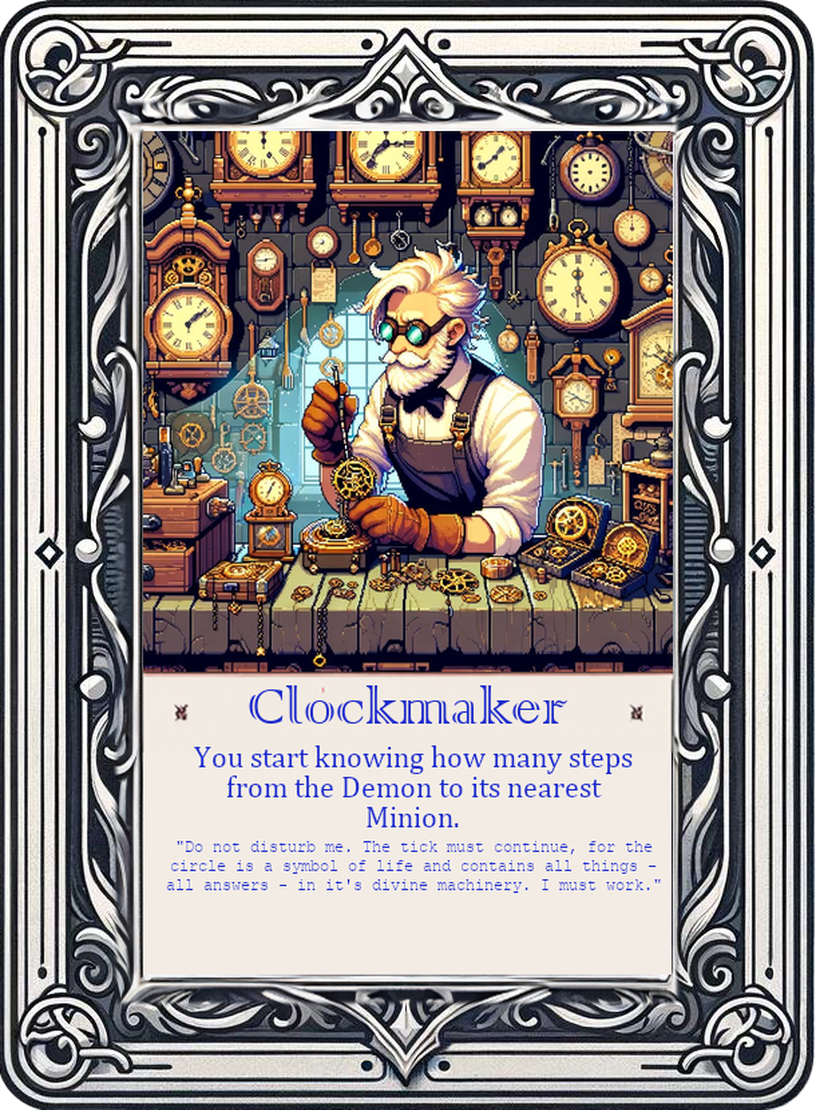 Clockmaker
You start knowing how many steps
from the Demon to its nearest
Minion.
"Do not disturb me. The tick must continue, for the
circle is a symbol of life and contains all things -
all answers - in it's divine machinery. I must work."